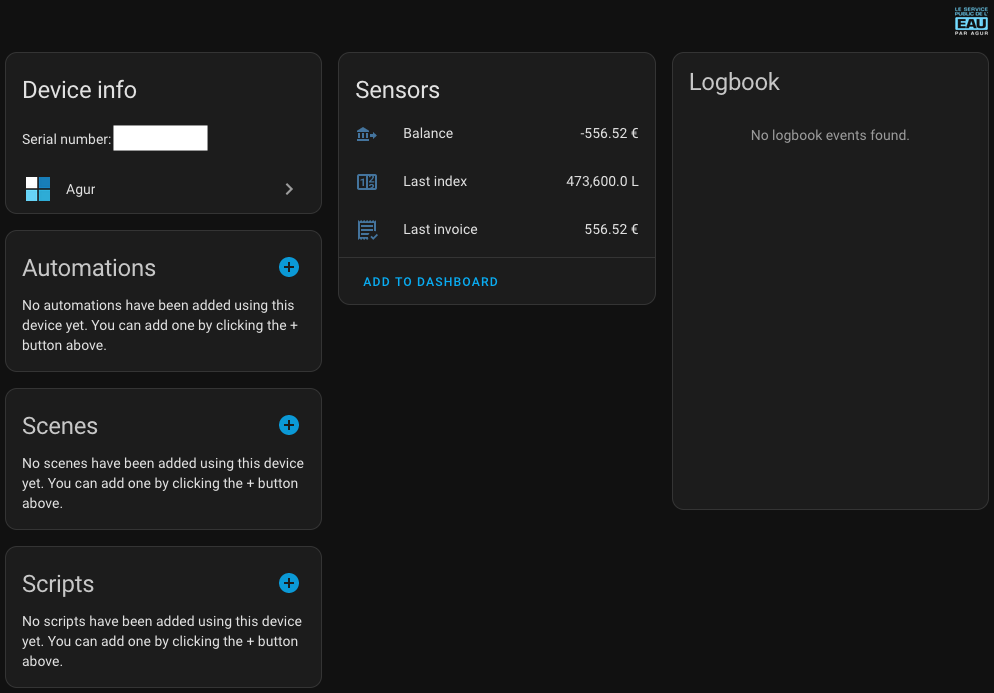 LE SERVICE
PUBLIC DE L'
EAU
PAR AGUR
Device info
Serial number:
Agur
Automations
No automations have been added using this
device yet. You can add one by clicking the +
button above.
Scenes
No scenes have been added using this device
yet. You can add one by clicking the + button
above.
Scripts
No scripts have been added using this device
yet. You can add one by clicking the + button
above.
Sensors
Balance -556.52 €
Last index 473,600.0 L
Last invoice 556.52 €
ADD TO DASHBOARD
Logbook
No logbook events found.